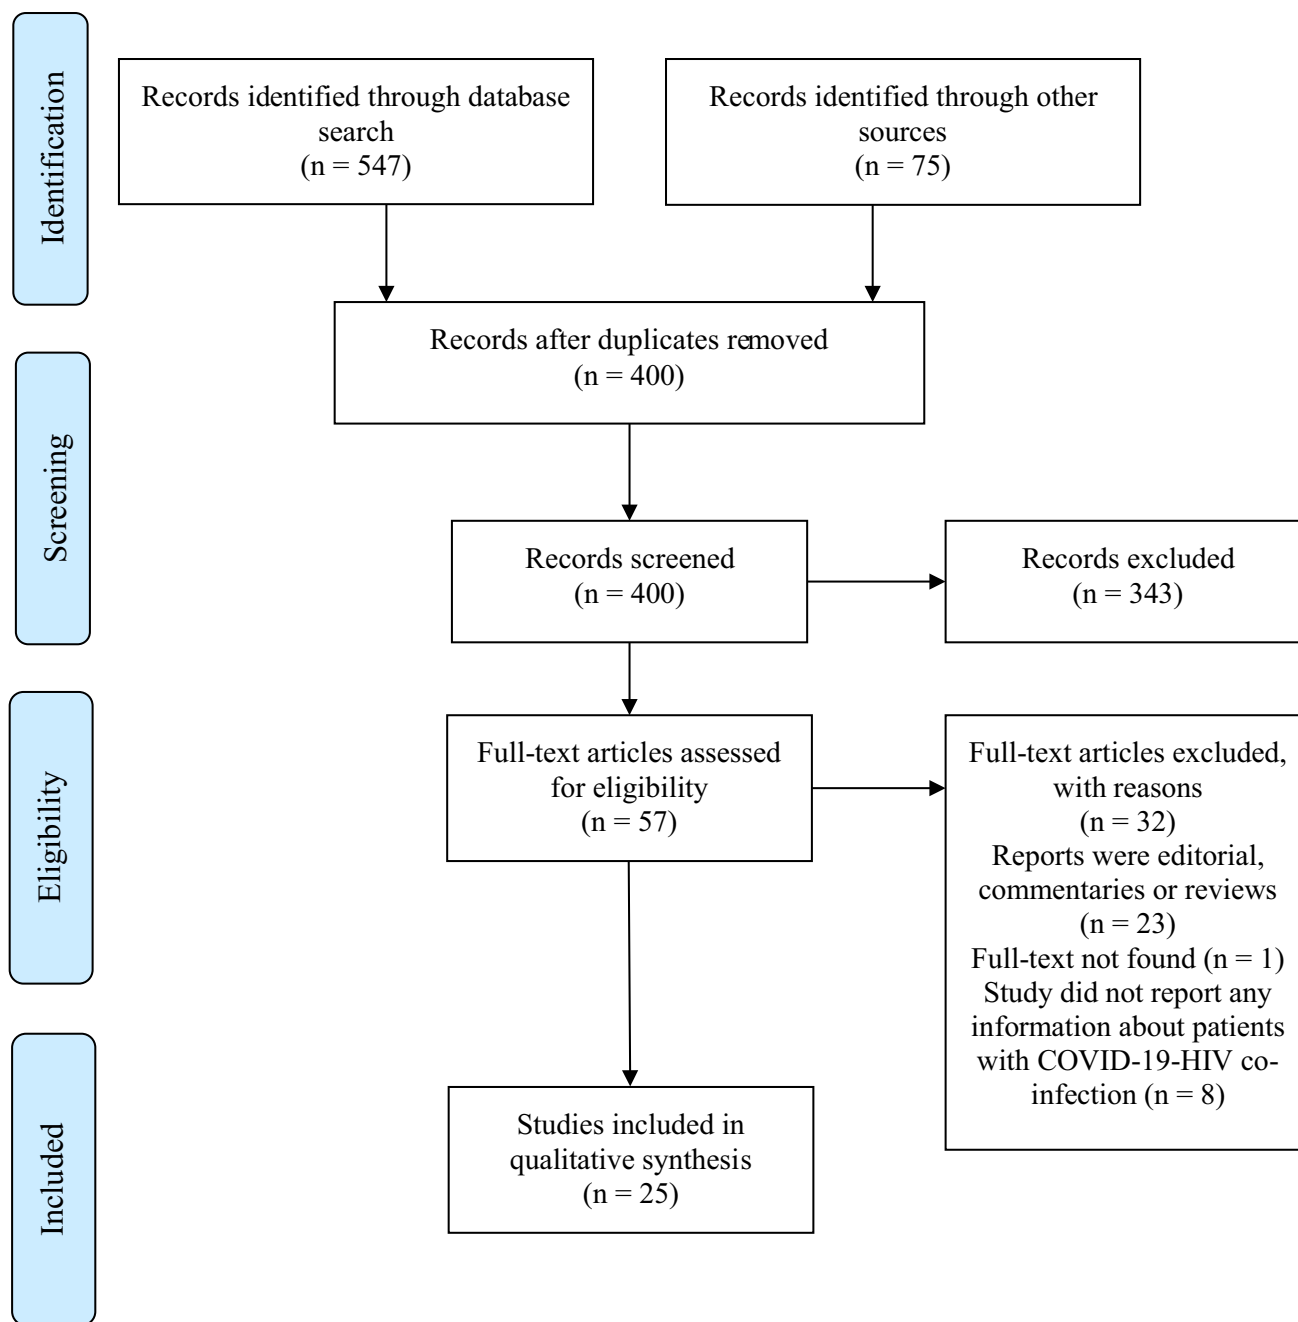 Identification
Records identified through database
search
(n = 547)
Records identified through other
sources
(n = 75)
Records after duplicates removed
(n = 400)
Screening
Records screened
(n = 400)
Records excluded
(n = 343)
Eligibility
Full-text articles assessed
for eligibility
(n = 57)
Full-text articles excluded,
with reasons
(n = 32)
Reports were editorial,
commentaries or reviews
(n = 23)
Full-text not found (n = 1)
Study did not report any
information about patients
with COVID-19-HIV co-
infection (n = 8)
Included
Studies included in
qualitative synthesis
(n = 25)